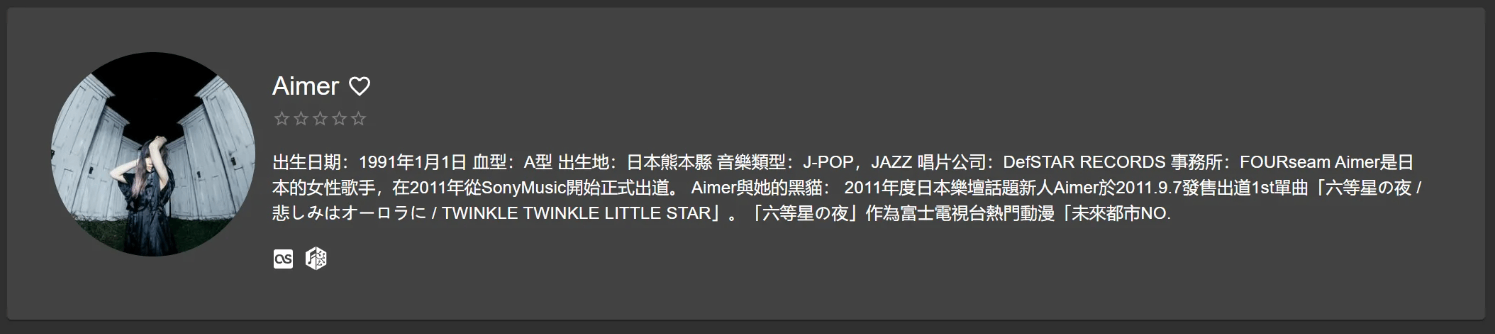 Aimer
出生日期：1991年1月1日 血型：A型 出生地：日本熊本縣 音樂類型：J-POP，JAZZ 唱片公司：DefSTAR RECORDS 事務所：FOURseam Aimer是日
本的女性歌手，在2011年從SonyMusic開始正式出道。 Aimer與她的黑貓： 2011年度日本樂壇話題新人Aimer於2011.9.7發售出道1st單曲「六等星の夜 /
悲しみはオーロラに / TWINKLE TWINKLE LITTLE STAR」。「六等星の夜」作為富士電視台熱門動漫「未來都市NO.